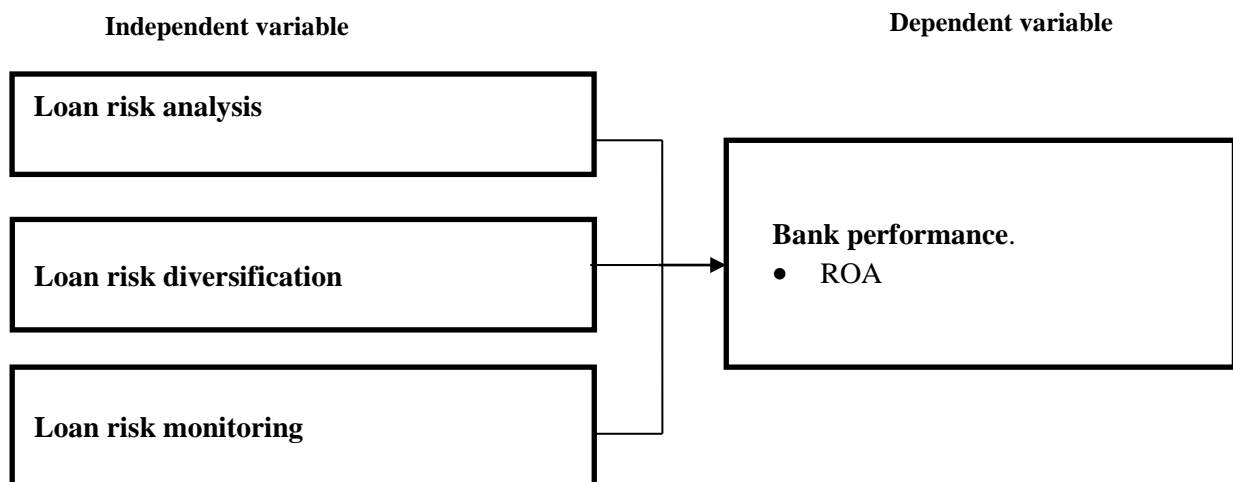 Independent variable
Dependent variable
Loan risk analysis
Loan risk diversification
Loan risk monitoring
Bank performance.
• ROA